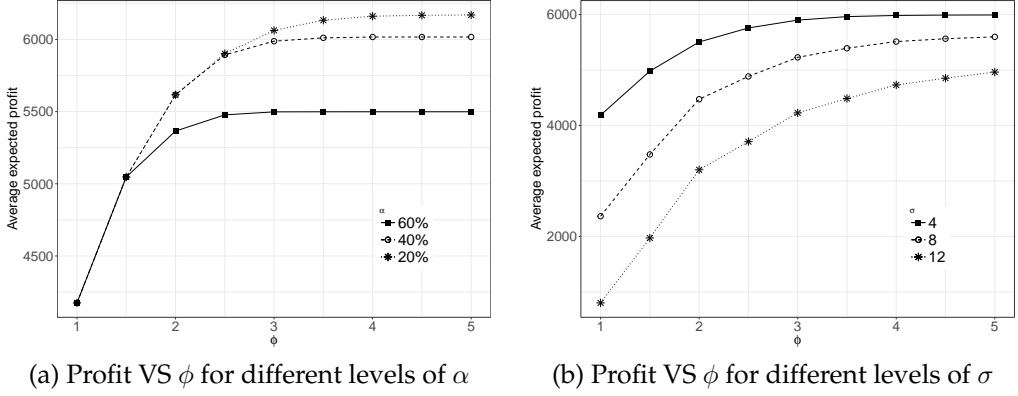 Average expected profit
6000
5500
5000
4500
1 2 3 4 5
ϕ
α
60%
40%
20%
(a) Profit VS ϕ for different levels of α
Average expected profit
6000
4000
2000
1 2 3 4 5
ϕ
σ
4
8
12
(b) Profit VS ϕ for different levels of σ